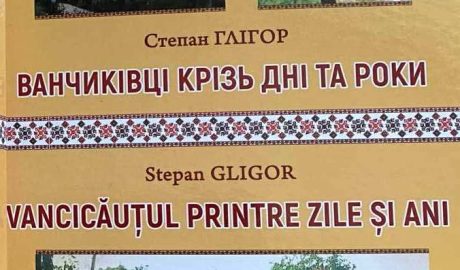 Степан ГЛІГОР
ВАНЧИКІВЦІ КРІЗЬ ДНІ ТА РОКИ
Stepan GLIGOR
VANCICĂUȚUL PRINTRE ZILE ȘI ANI